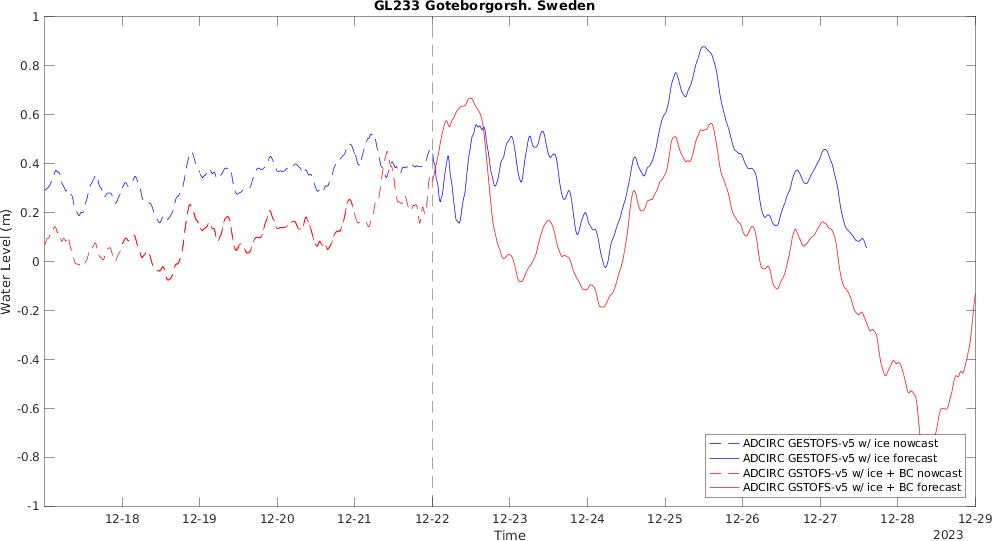 GL233 Goteborgorsh. Sweden
1
0.8
0.6
0.4
0.2
0
-0.2
-0.4
-0.6
-0.8
-1
Water Level (m)
ADCIRC GESTOFS-v5 w/ ice nowcast
ADCIRC GESTOFS-v5 w/ ice forecast
ADCIRC GSTOFS-v5 w/ ice + BC nowcast
ADCIRC GSTOFS-v5 w/ ice + BC forecast
12-18 12-19 12-20 12-21 12-22 12-23 12-24 12-25 12-26 12-27 12-28 12-29
Time 2023